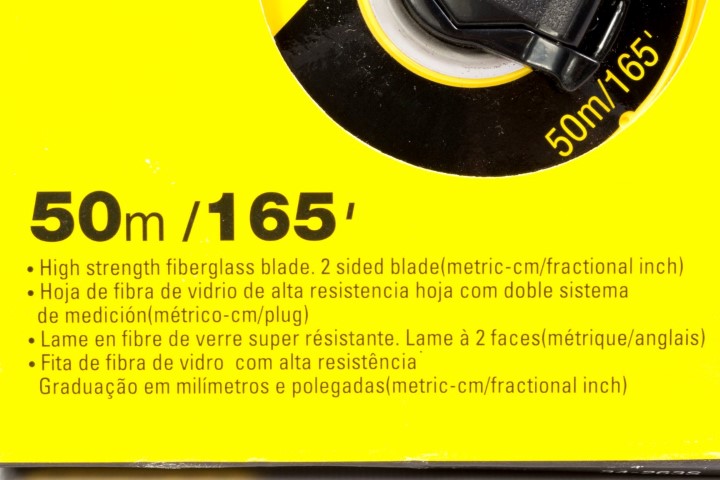 50m/165'
50m /165'
• High strength fiberglass blade. 2 sided blade(metric-cm/fractional inch)
• Hoja de fibra de vidrio de alta resistencia hoja com doble sistema
de medición(métrico-cm/plug)
• Lame en fibre de verre super résistante. Lame à 2 faces(métrique/anglais)
• Fita de fibra de vidro com alta resistência
Graduação em milímetros e polegadas(metric-cm/fractional inch)